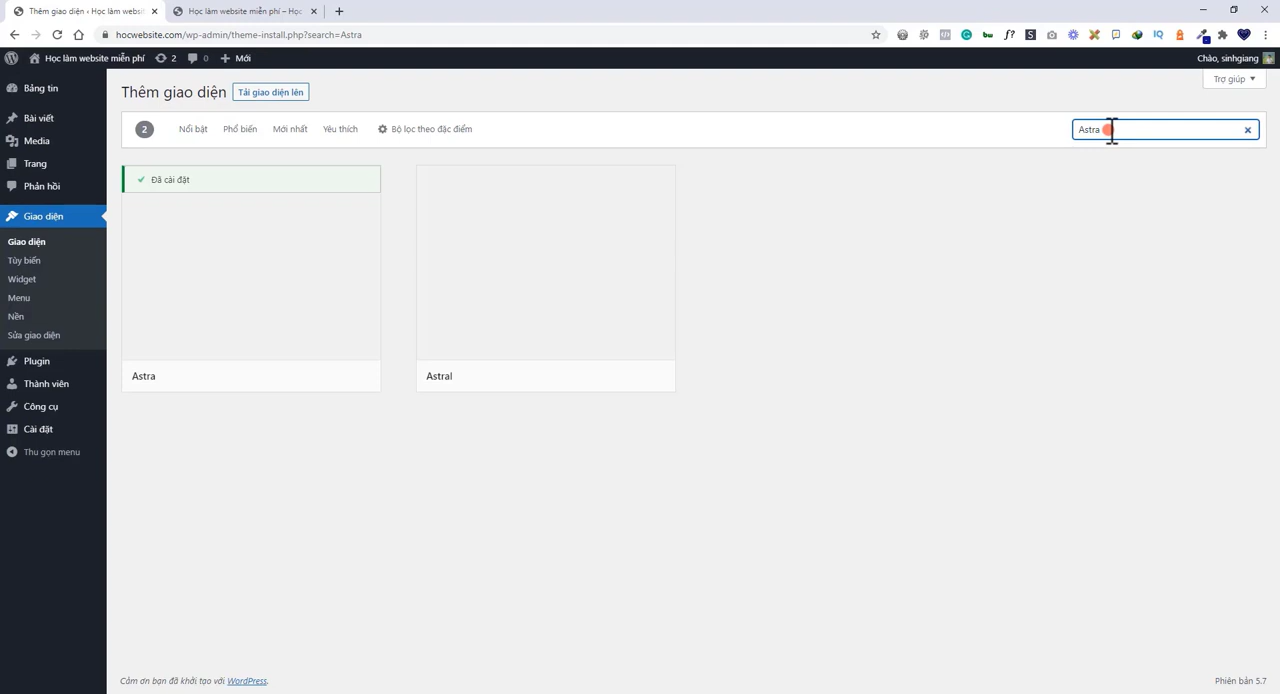 Thêm giao diện ‹ Học làm websit
Học làm website miễn phí – Học
hocwebsite.com/wp-admin/theme-install.php?search=Astra
Học làm website miễn phí
2
0
Mới
Chào, sinhgiang
Trợ giúp
Bảng tin
Bài viết
Media
Trang
Phản hồi
Giao diện
Giao diện
Tùy biến
Widget
Menu
Nền
Sửa giao diện
Plugin
Thành viên
Công cụ
Cài đặt
Thu gọn menu
Thêm giao diện
Tải giao diện lên
2
Nổi bật
Phổ biến
Mới nhất
Yêu thích
Bộ lọc theo đặc điểm
Astra
Đã cài đặt
Astra
Astral
Cảm ơn bạn đã khởi tạo với WordPress.
Phiên bản 5.7